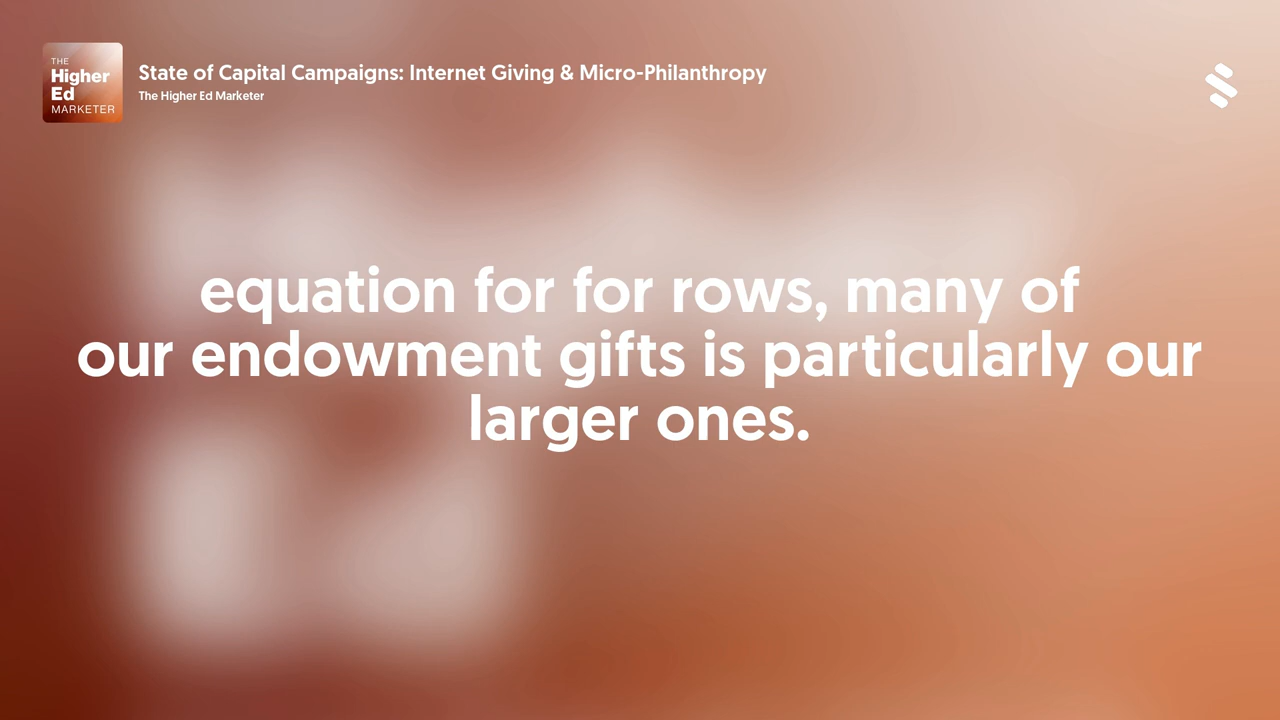 THE
Higher
Ed
MARKETER
State of Capital Campaigns: Internet Giving & Micro-Philanthropy
The Higher Ed Marketer
equation for for rows, many of
our endowment gifts is particularly our
larger ones.